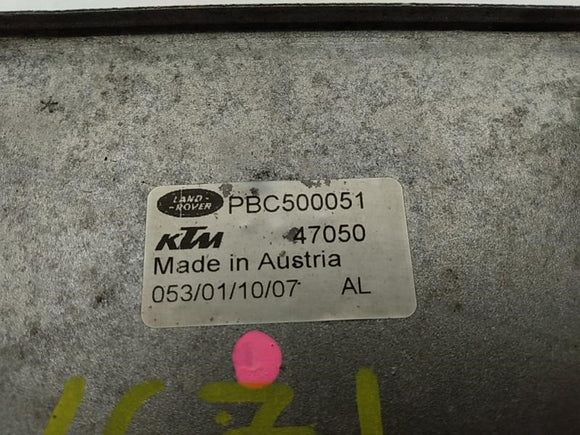 LAND-
-ROVER
PBC500051
KTM 47050
Made in Austria
053/01/10/07 AL